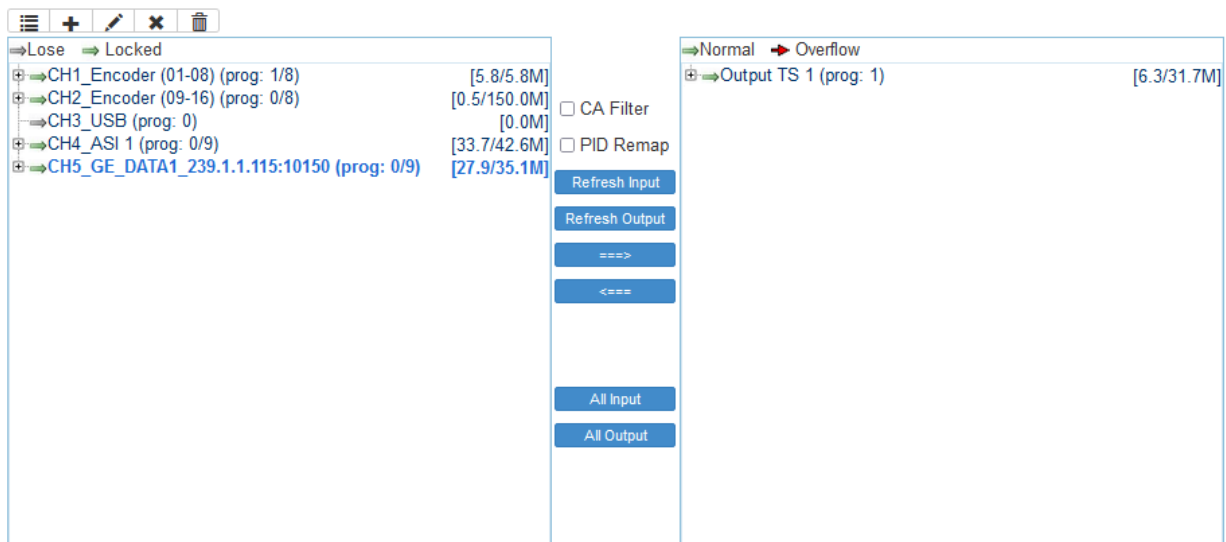 Lose Locked
CH1_Encoder (01-08) (prog: 1/8) [5.8/5.8M]
CH2_Encoder (09-16) (prog: 0/8) [0.5/150.0M]
CH3_USB (prog: 0) [0.0M]
CH4_ASI 1 (prog: 0/9) [33.7/42.6M]
CH5_GE_DATA1_239.1.1.115:10150 (prog: 0/9) [27.9/35.1M]
CA Filter
PID Remap
Refresh Input
Refresh Output
===>
<===
All Input
All Output
Normal Overflow
Output TS 1 (prog: 1) [6.3/31.7M]